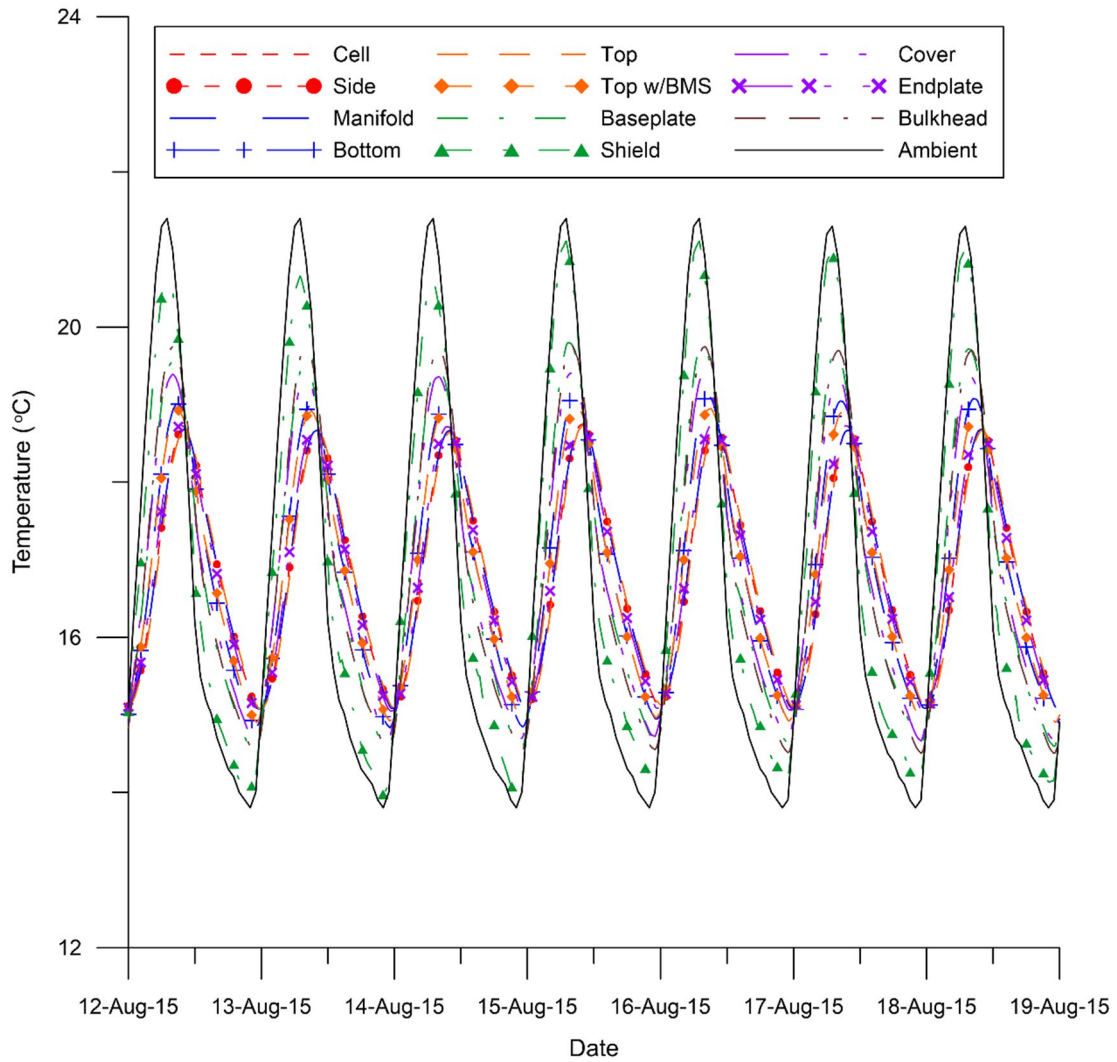 24
Cell Top Cover
Side Top w/BMS Endplate
Manifold Baseplate Bulkhead
Bottom Shield Ambient
20
Temperature (°C)
16
12
12-Aug-15 13-Aug-15 14-Aug-15 15-Aug-15 16-Aug-15 17-Aug-15 18-Aug-15 19-Aug-15
Date